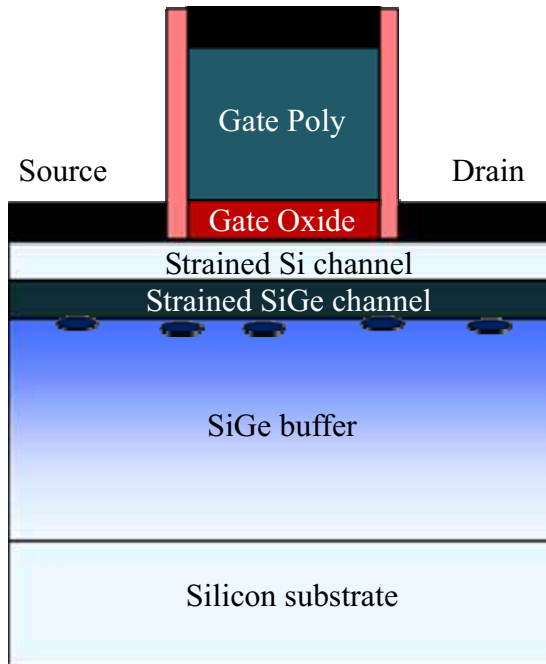 Gate Poly
Source
Drain
Gate Oxide
Strained Si channel
Strained SiGe channel
SiGe buffer
Silicon substrate